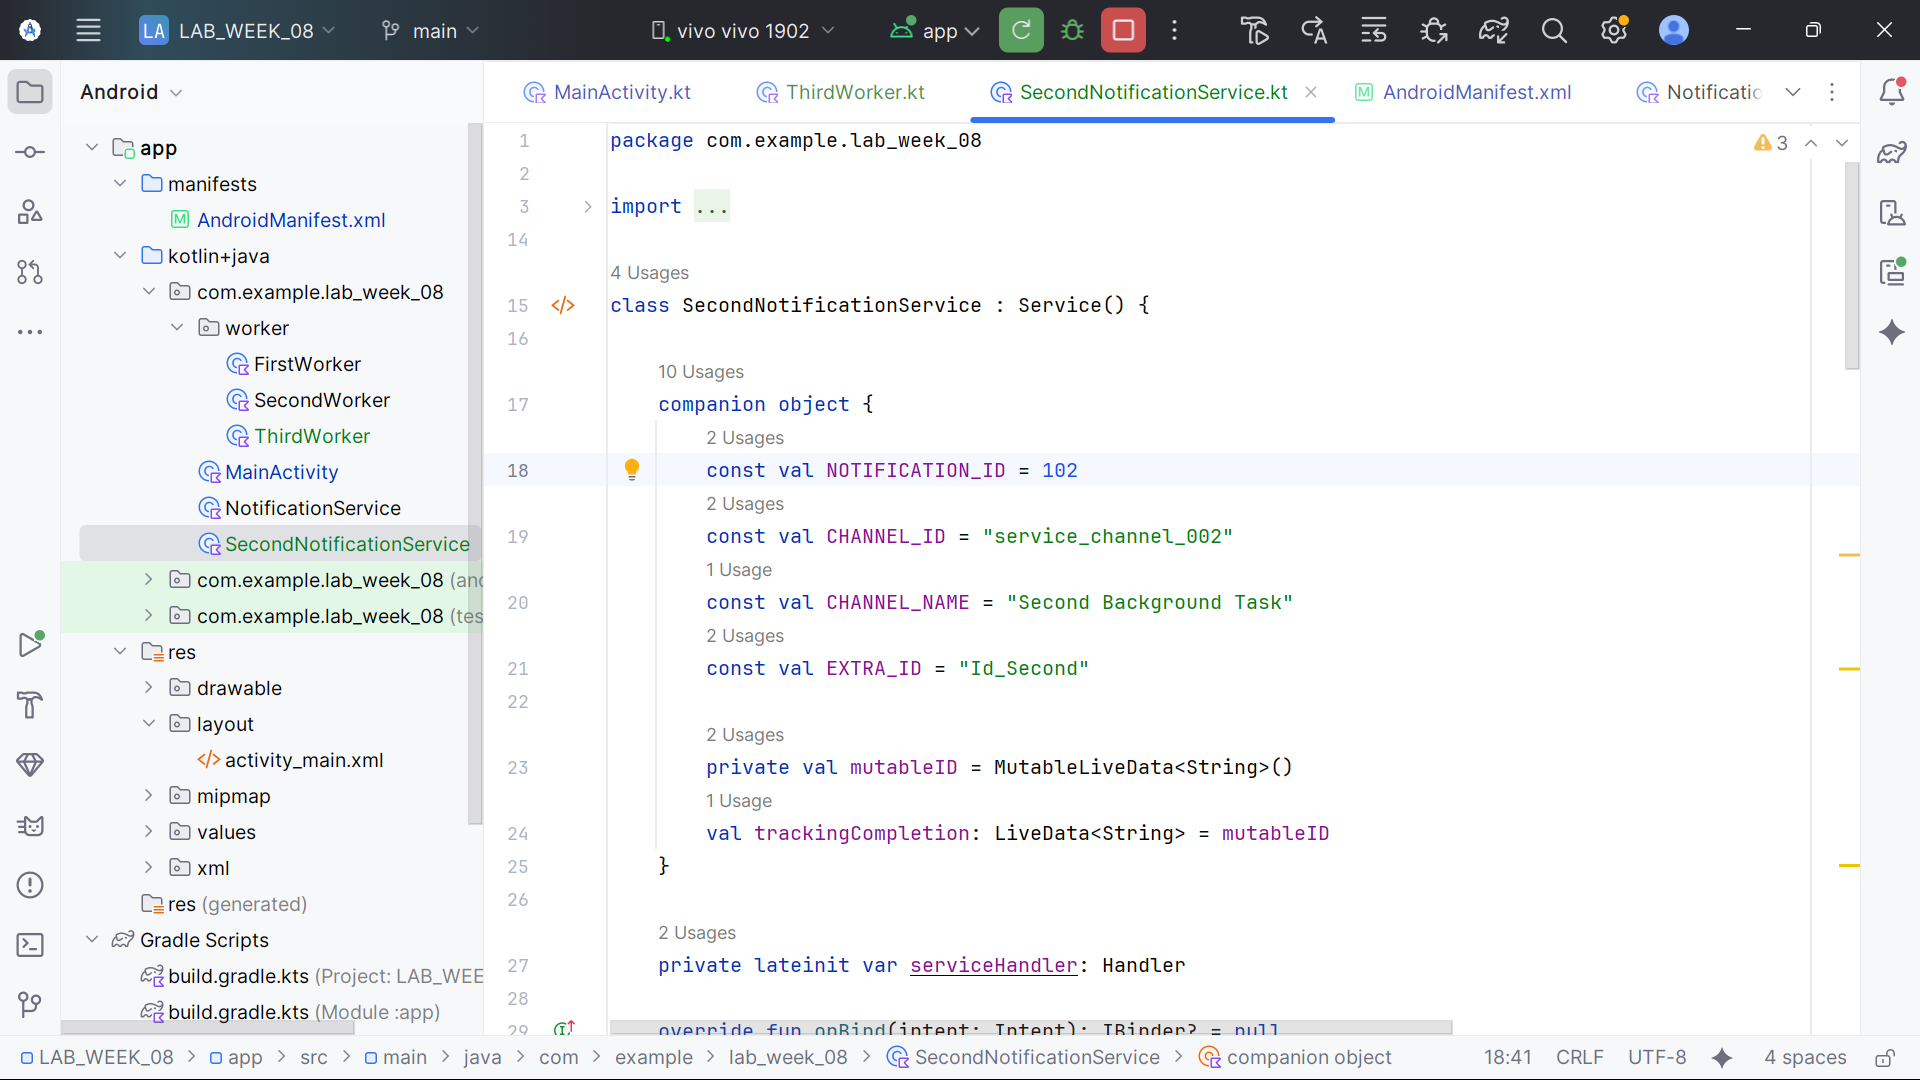 LA LAB_WEEK_08 main vivo vivo 1902 app
Android
MainActivity.kt ThirdWorker.kt SecondNotificationService.kt AndroidManifest.xml Notificatio
app
manifests
AndroidManifest.xml
kotlin+java
com.example.lab_week_08
worker
FirstWorker
SecondWorker
ThirdWorker
MainActivity
NotificationService
SecondNotificationService
com.example.lab_week_08 (and
com.example.lab_week_08 (tes
res
drawable
layout
activity_main.xml
mipmap
values
xml
res (generated)
Gradle Scripts
build.gradle.kts (Project: LAB_WEE
build.gradle.kts (Module :app)
1 package com.example.lab_week_08
3
2
3 import ...
14
4 Usages
15 class SecondNotificationService : Service() {
16
10 Usages
17 companion object {
2 Usages
18 const val NOTIFICATION_ID = 102
2 Usages
19 const val CHANNEL_ID = "service_channel_002"
1 Usage
20 const val CHANNEL_NAME = "Second Background Task"
2 Usages
21 const val EXTRA_ID = "Id_Second"
22
2 Usages
23 private val mutableID = MutableLiveData<String>()
1 Usage
24 val trackingCompletion: LiveData<String> = mutableID
25 }
26
2 Usages
27 private lateinit var serviceHandler: Handler
28
29 override fun onBind(intent: Intent): IBinder? = null
LAB_WEEK_08 > app > src > main > java > com > example > lab_week_08 > SecondNotificationService > companion object 18:41 CRLF UTF-8 4 spaces